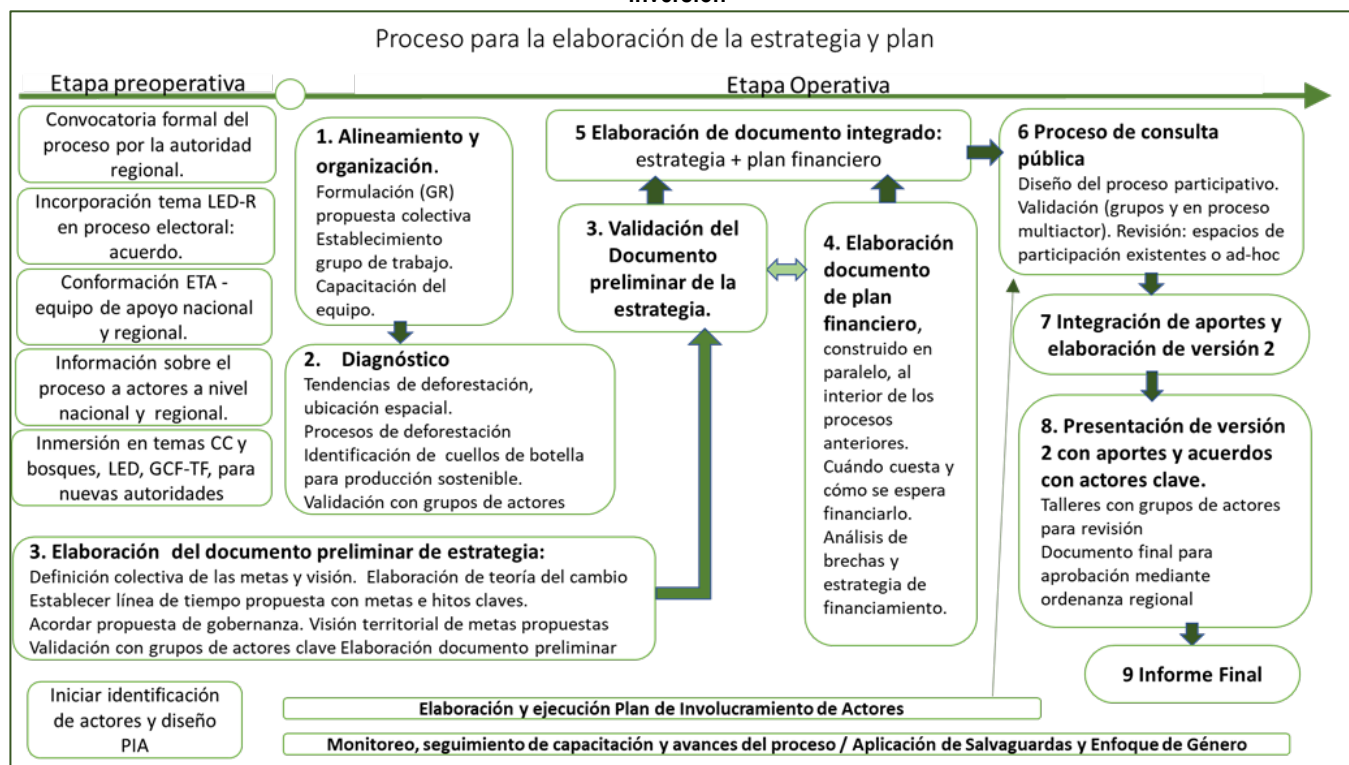 Inversión
Proceso para la elaboración de la estrategia y plan
Etapa preoperativa
Etapa Operativa
Convocatoria formal del
proceso por la autoridad
regional.
Incorporación tema LED-R
en proceso electoral:
acuerdo.
Conformación ETA -
equipo de apoyo nacional
y regional.
Información sobre el
proceso a actores a nivel
nacional y regional.
Inmersión en temas CC y
bosques, LED, GCF-TF, para
nuevas autoridades
1. Alineamiento y
organización.
Formulación (GR)
propuesta colectiva
Establecimiento
grupo de trabajo.
Capacitación del
equipo.
2. Diagnóstico
Tendencias de deforestación,
ubicación espacial.
Procesos de deforestación
Identificación de cuellos de botella
para producción sostenible.
Validación con grupos de actores
3. Elaboración del documento preliminar de estrategia:
Definición colectiva de las metas y visión. Elaboración de teoría del cambio
Establecer línea de tiempo propuesta con metas e hitos claves.
Acordar propuesta de gobernanza. Visión territorial de metas propuestas
Validación con grupos de actores clave Elaboración documento preliminar
3. Validación del
Documento
preliminar de la
estrategia.
4. Elaboración
documento
de plan
financiero,
construido en
paralelo, al
interior de los
procesos
anteriores.
Cuándo cuesta y
cómo se espera
financiarlo.
Análisis de
brechas y
estrategia de
financiamiento.
5 Elaboración de documento integrado:
estrategia + plan financiero
6 Proceso de consulta
pública
Diseño del proceso participativo.
Validación (grupos y en proceso
multiactor). Revisión: espacios de
participación existentes o ad-hoc
7 Integración de aportes y
elaboración de versión 2
8. Presentación de versión
2 con aportes y acuerdos
con actores clave.
Talleres con grupos de actores
para revisión
Documento final para
aprobación mediante
ordenanza regional
9 Informe Final
Iniciar identificación
de actores y diseño
PIA
Elaboración y ejecución Plan de Involucramiento de Actores
Monitoreo, seguimiento de capacitación y avances del proceso / Aplicación de Salvaguardas y Enfoque de Género